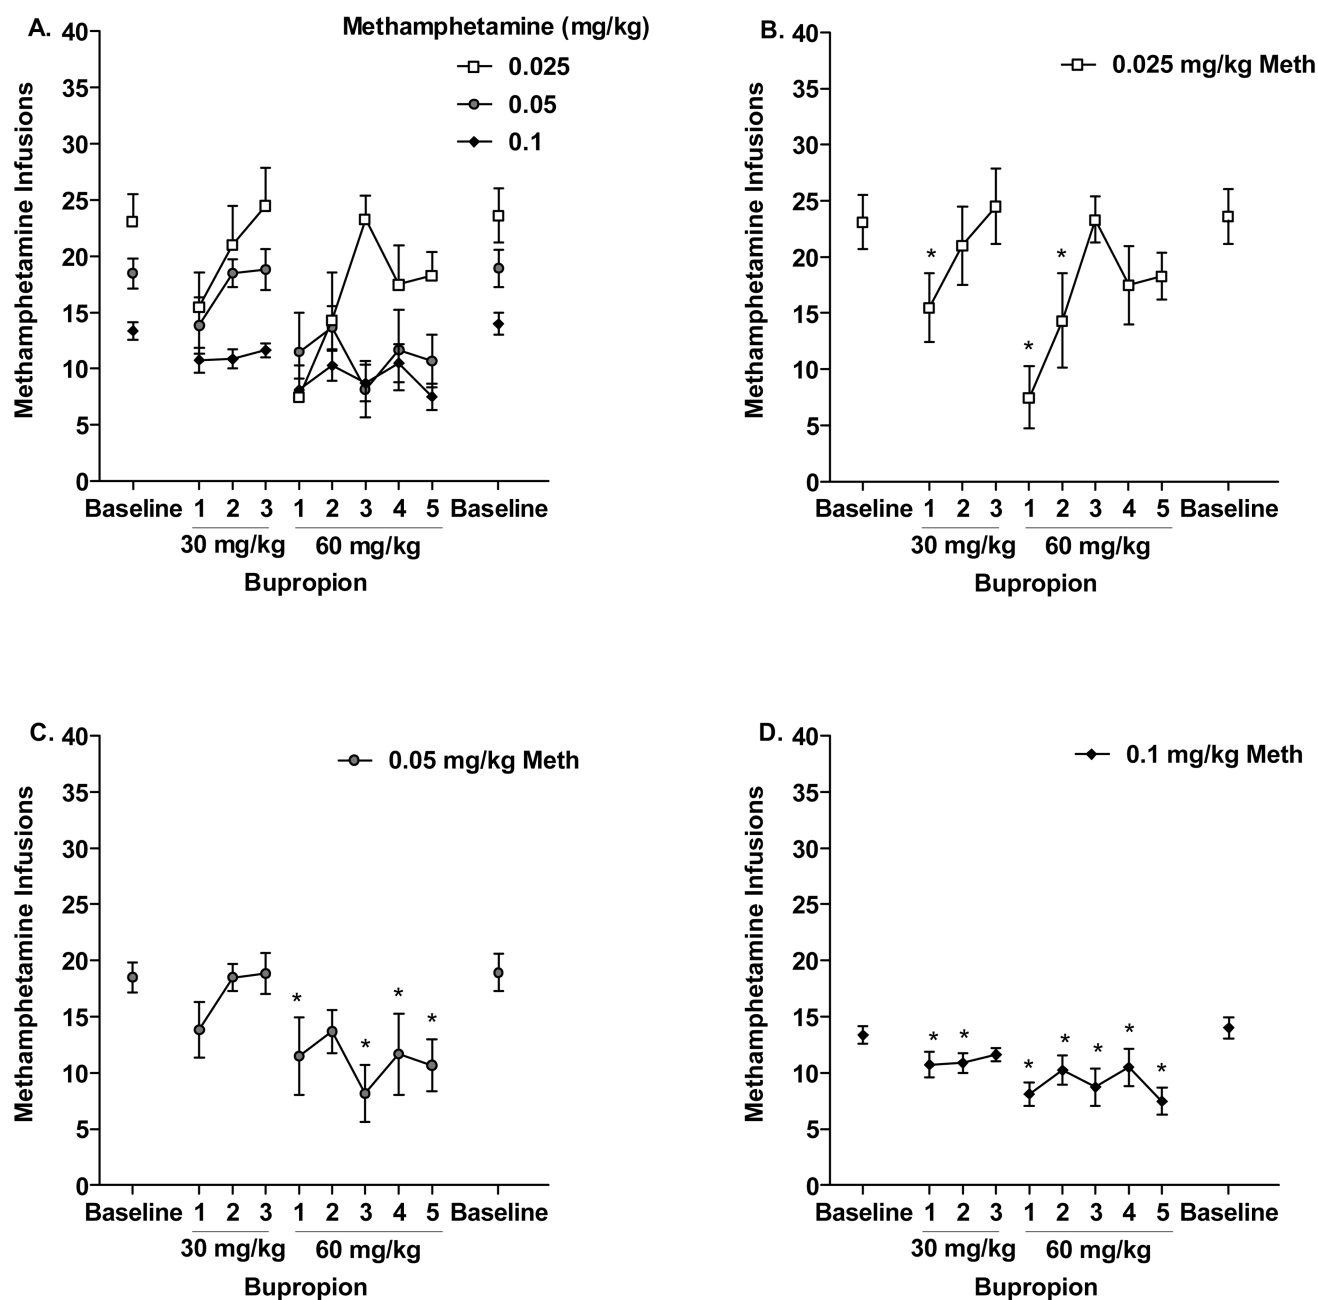 A.
Methamphetamine (mg/kg)
0.025
0.05
0.1
Methamphetamine Infusions
40
35
30
25
20
15
10
5
0
Baseline 1 2 3 1 2 3 4 5 Baseline
30 mg/kg 60 mg/kg
Bupropion
B.
0.025 mg/kg Meth
Methamphetamine Infusions
40
35
30
25
20
15
10
5
0
* * *
Baseline 1 2 3 1 2 3 4 5 Baseline
30 mg/kg 60 mg/kg
Bupropion
C.
0.05 mg/kg Meth
Methamphetamine Infusions
40
35
30
25
20
15
10
5
0
* * * *
Baseline 1 2 3 1 2 3 4 5 Baseline
30 mg/kg 60 mg/kg
Bupropion
D.
0.1 mg/kg Meth
Methamphetamine Infusions
40
35
30
25
20
15
10
5
0
* * * * * * *
Baseline 1 2 3 1 2 3 4 5 Baseline
30 mg/kg 60 mg/kg
Bupropion